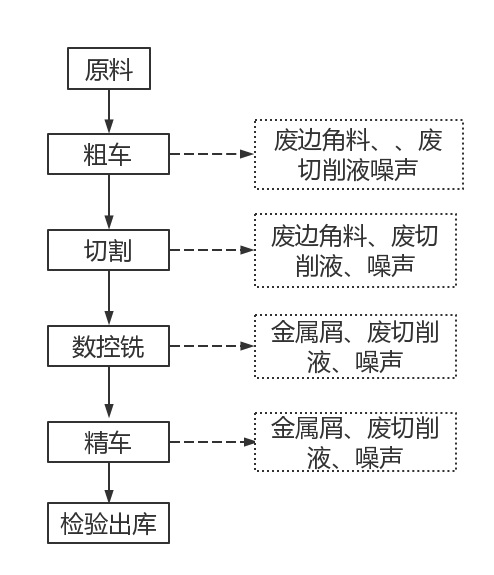 原料
粗车
废边角料、、废
切削液噪声
切割
废边角料、废切
削液、噪声
数控铣
金属屑、废切削
液、噪声
精车
金属屑、废切削
液、噪声
检验出库